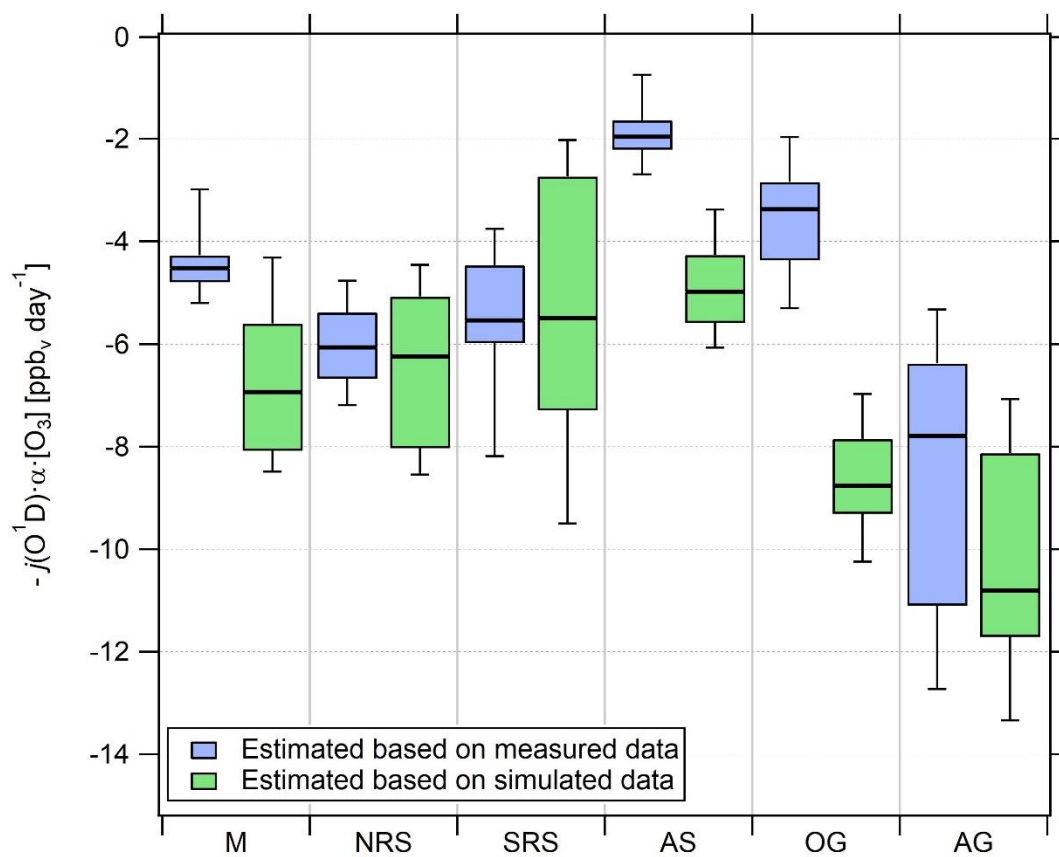 0
-2
-4
-6
-8
-10
-12
-14
- j(O¹D)·α·[O₃] [ppbᵥ day⁻¹]
Estimated based on measured data
Estimated based on simulated data
M NRS SRS AS OG AG